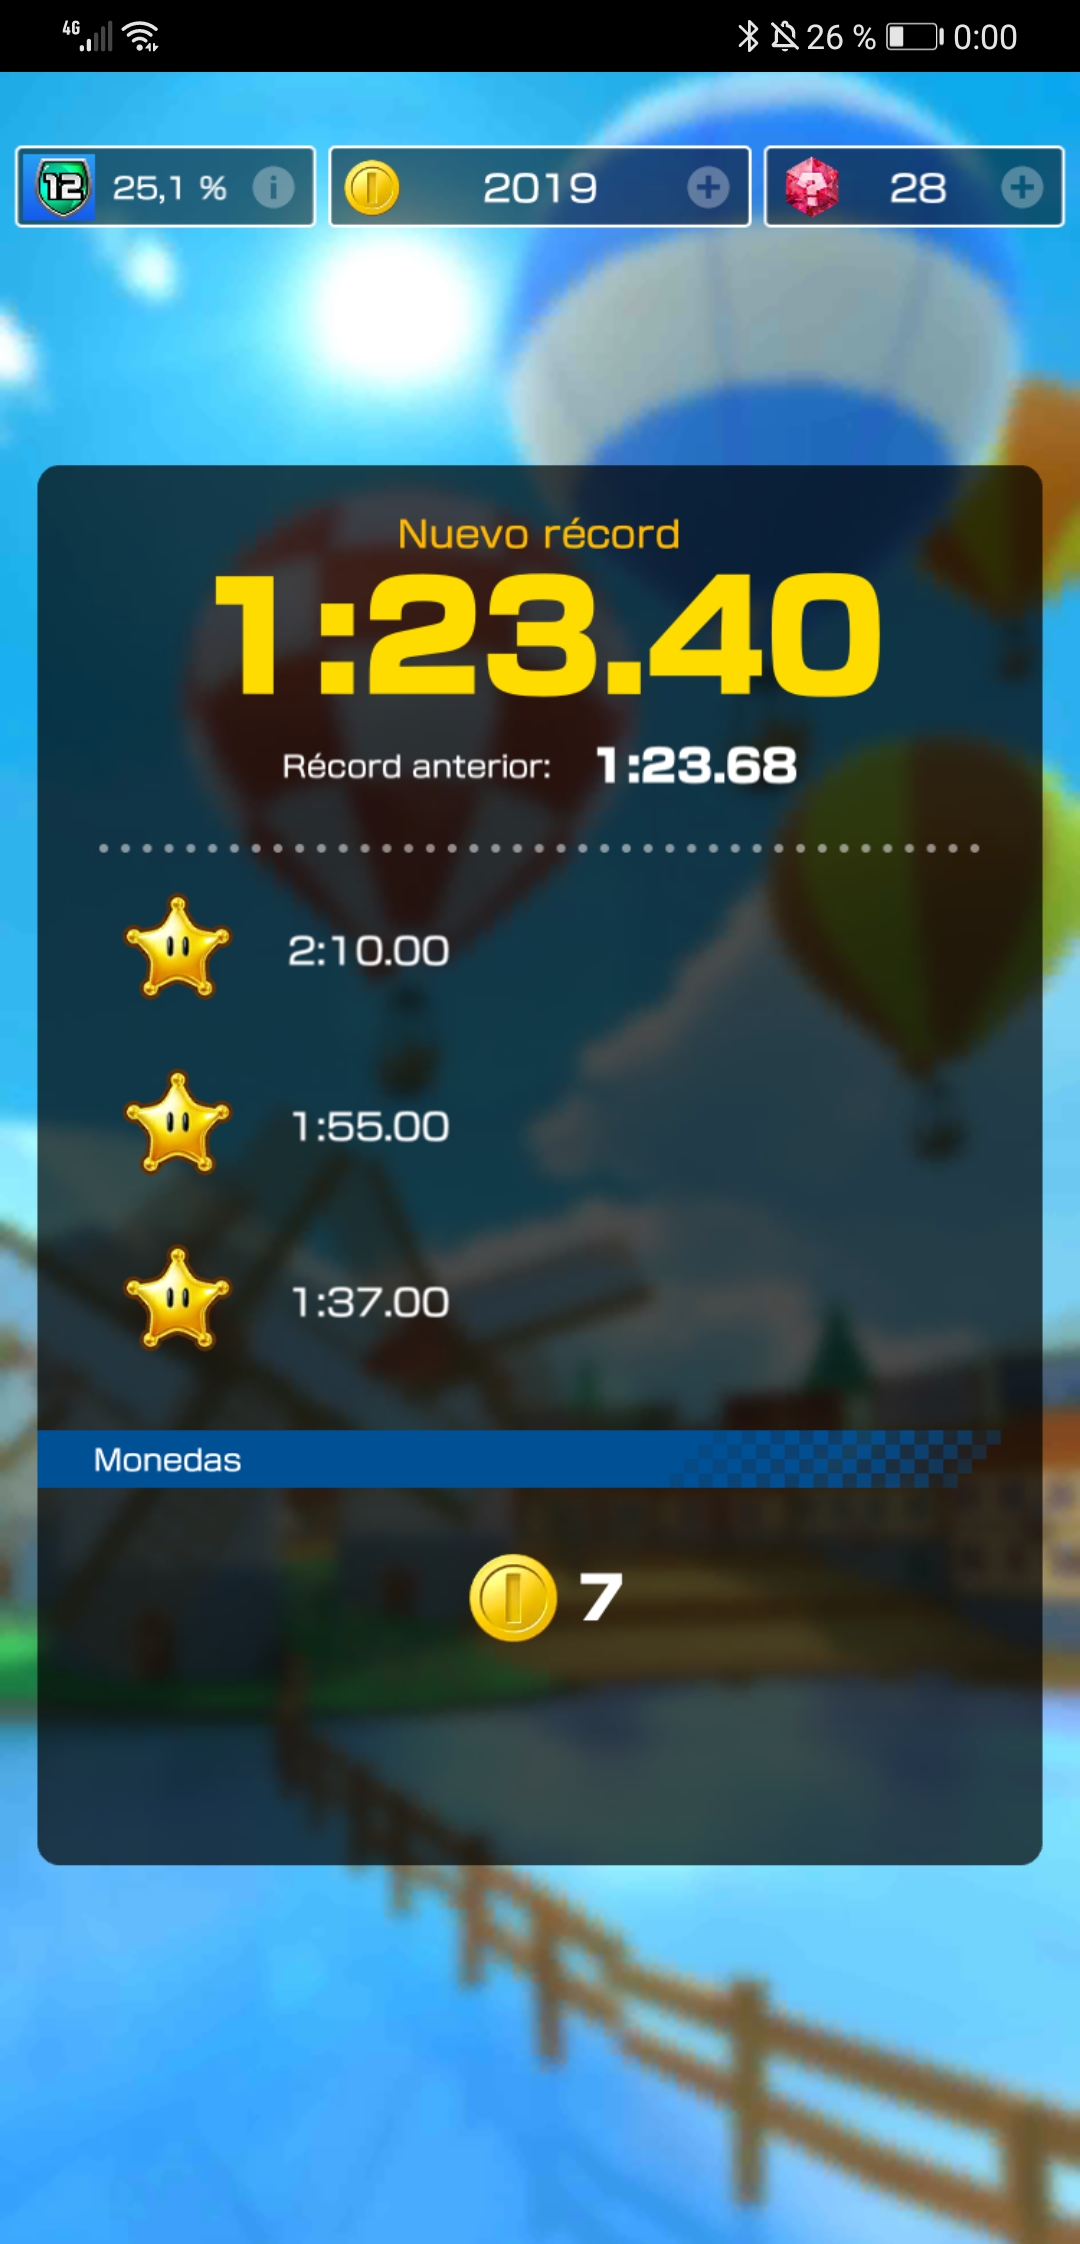 4G 26 % 0:00
12 25,1 % i 2019 + 28 +
Nuevo récord
1:23.40
Récord anterior: 1:23.68
2:10.00
1:55.00
1:37.00
Monedas
7